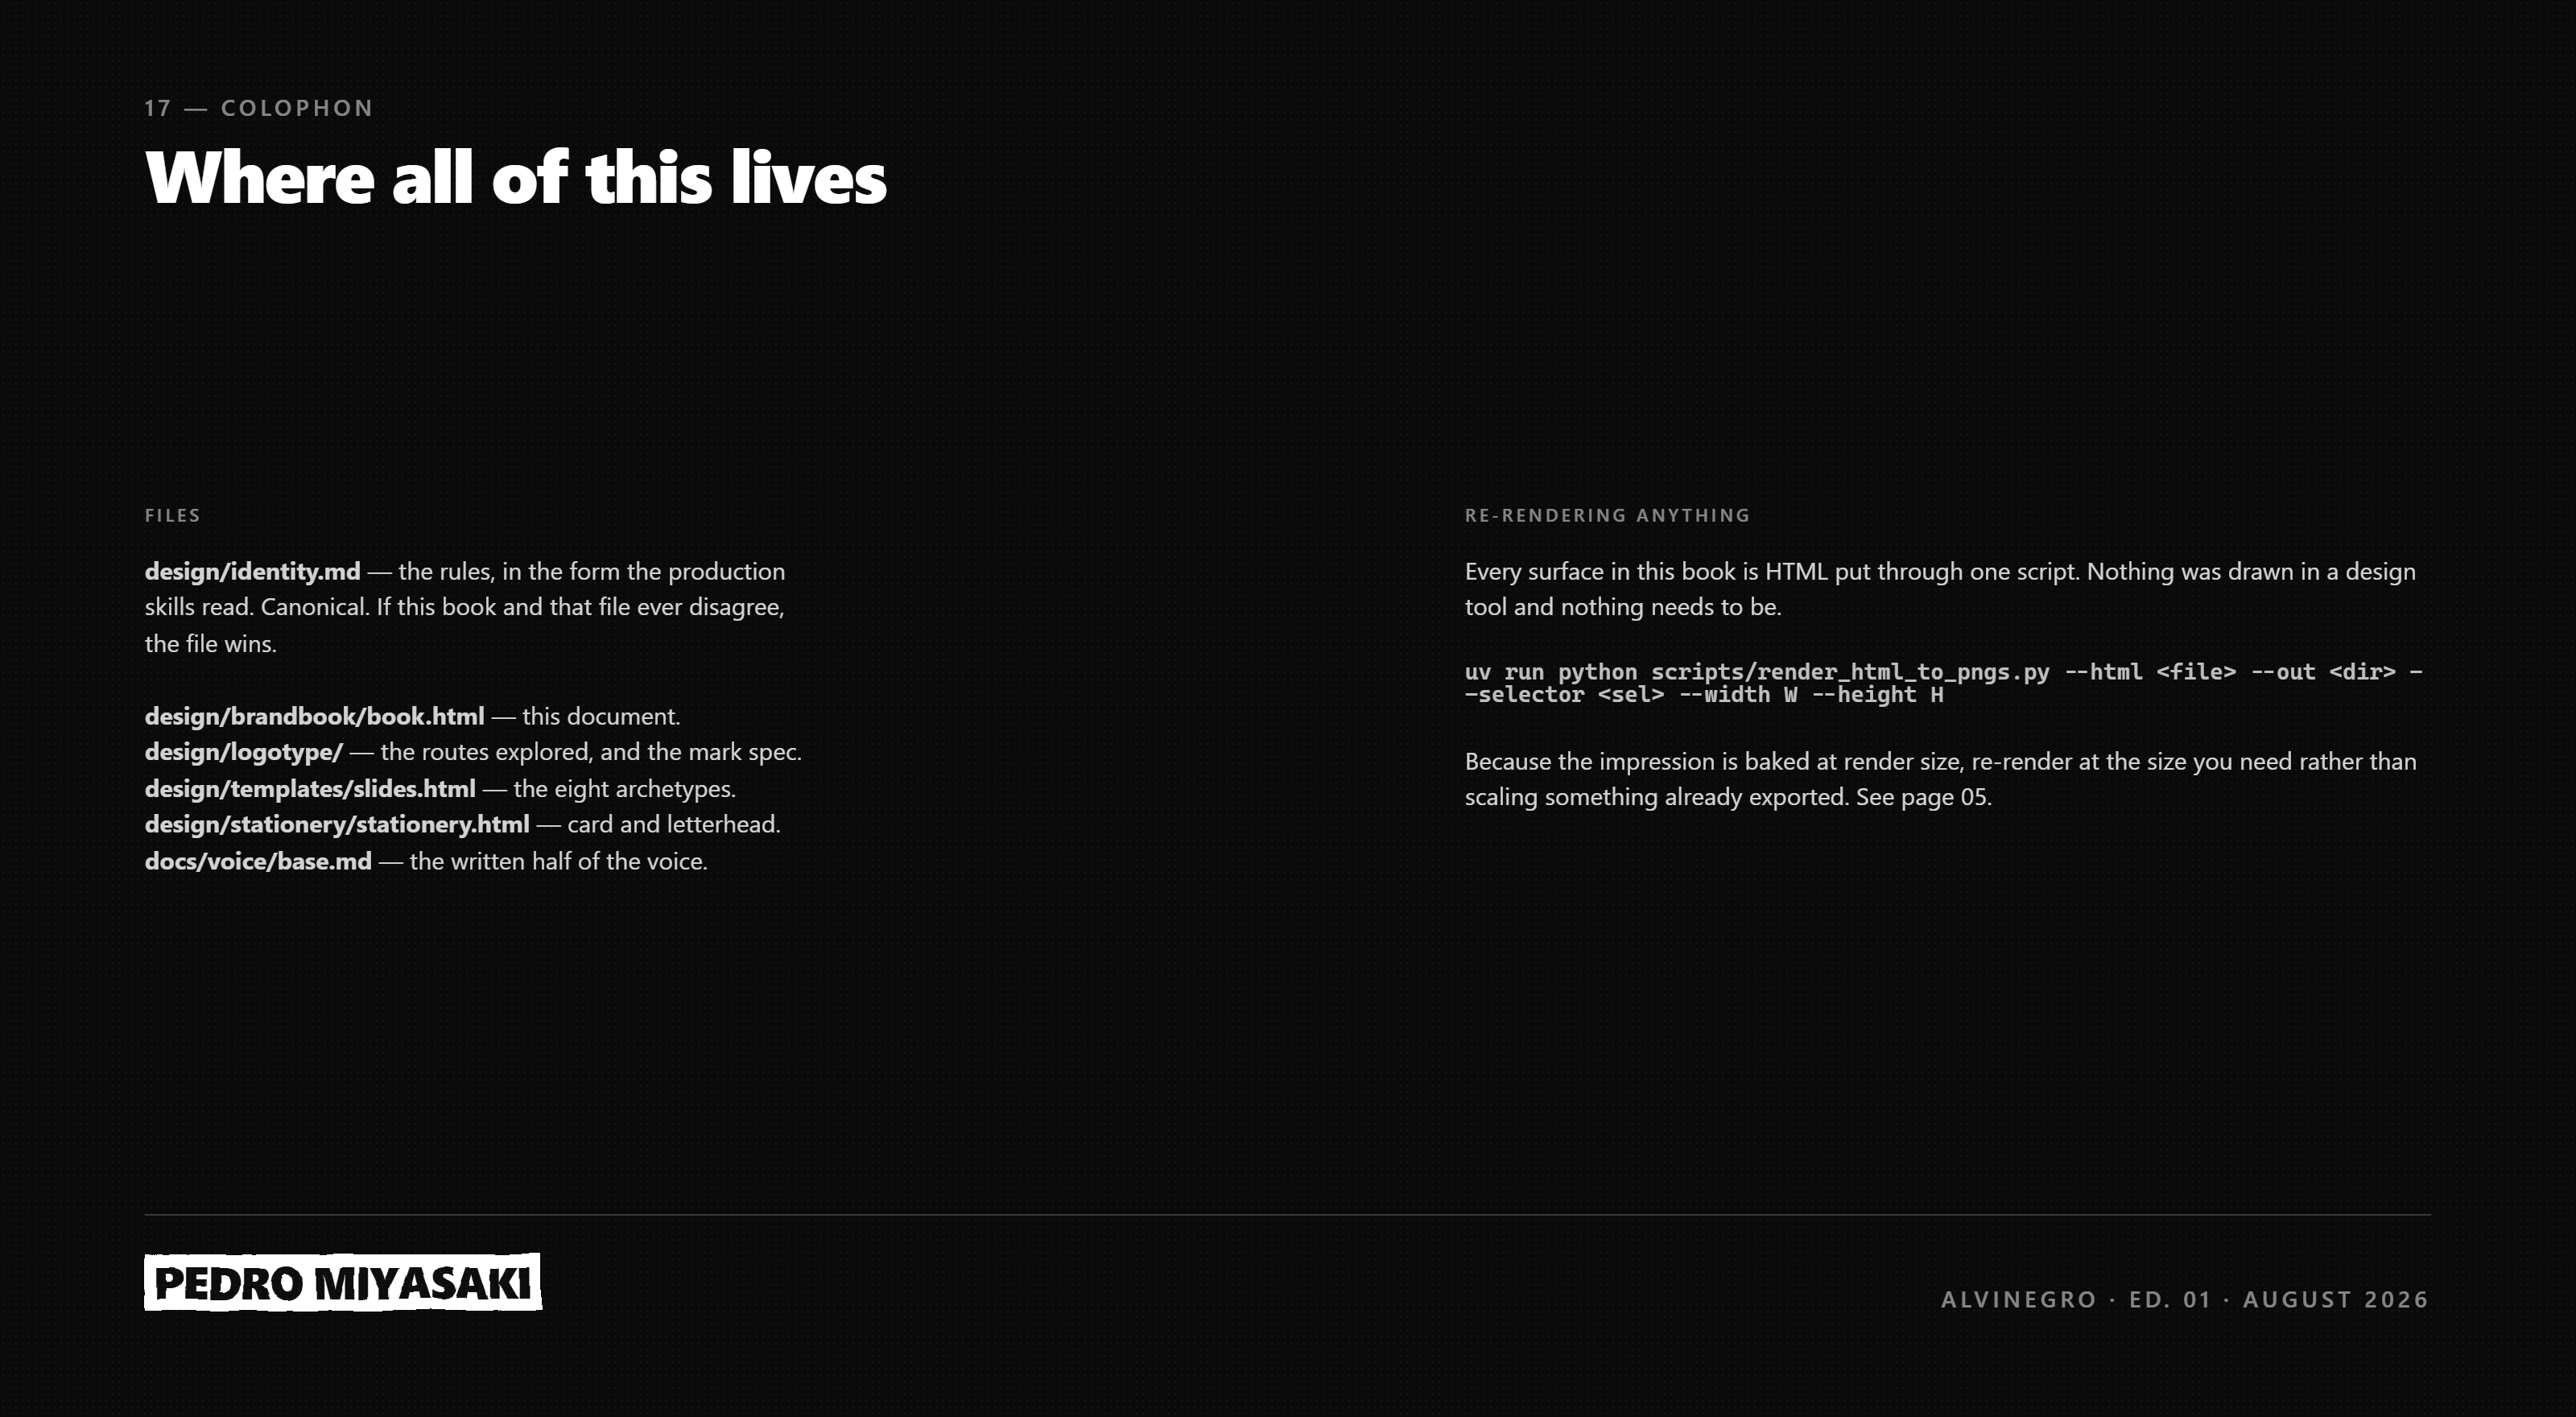 17 — COLOPHON
Where all of this lives
FILES
design/identity.md — the rules, in the form the production
skills read. Canonical. If this book and that file ever disagree,
the file wins.
design/brandbook/book.html — this document.
design/logotype/ — the routes explored, and the mark spec.
design/templates/slides.html — the eight archetypes.
design/stationery/stationery.html — card and letterhead.
docs/voice/base.md — the written half of the voice.
RE-RENDERING ANYTHING
Every surface in this book is HTML put through one script. Nothing was drawn in a design
tool and nothing needs to be.
uv run python scripts/render_html_to_pngs.py --html <file> --out <dir> -
-selector <sel> --width W --height H
Because the impression is baked at render size, re-render at the size you need rather than
scaling something already exported. See page 05.
PEDRO MIYASAKI
ALVINEGRO · ED. 01 · AUGUST 2026